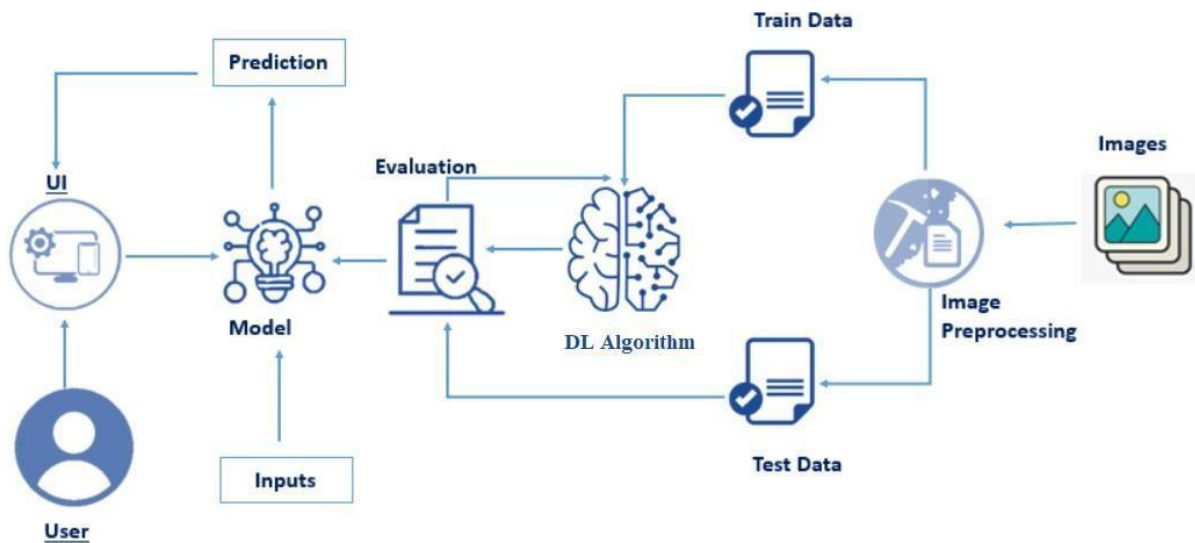 Train Data
Prediction
Images
Evaluation
UI
Model
Image
Preprocessing
DL Algorithm
Inputs
Test Data
User